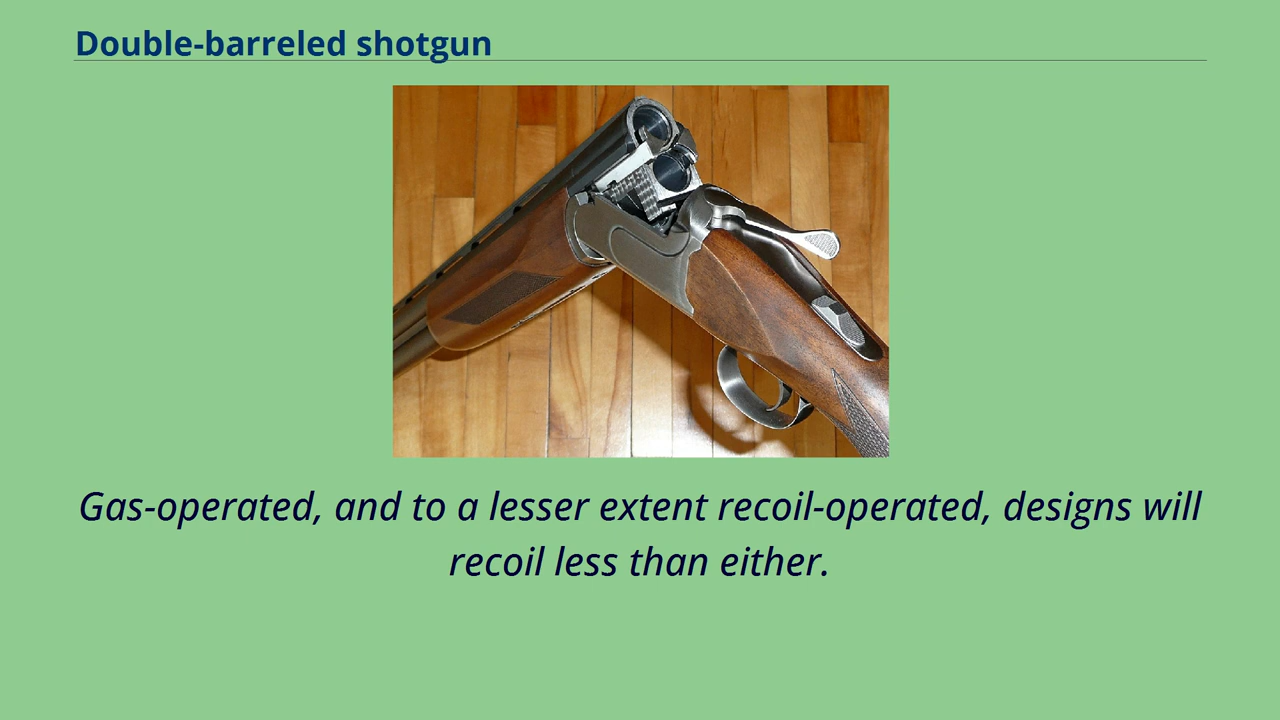 Double-barreled shotgun
Gas-operated, and to a lesser extent recoil-operated, designs will
recoil less than either.